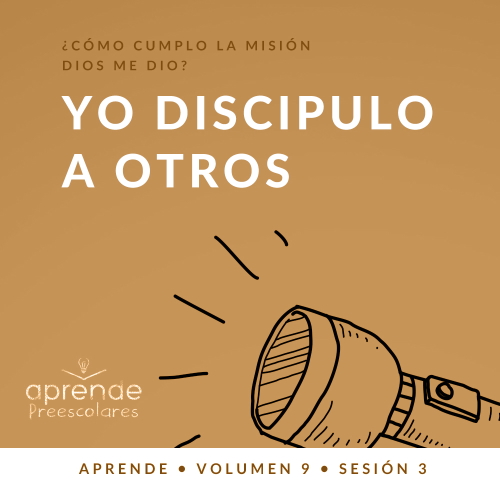 ¿CÓMO CUMPLO LA MISIÓN
DIOS ME DIO?
YO DISCIPULO
A OTROS
aprende
Preescolares
APRENDE • VOLUMEN 9 • SESIÓN 3